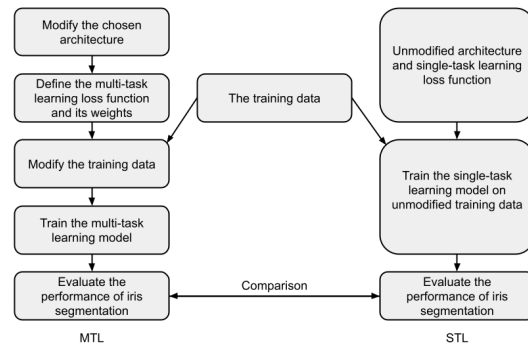 Modify the chosen
architecture
Define the multi-task
learning loss function
and its weights
Modify the training data
Train the multi-task
learning model
Evaluate the
performance of iris
segmentation
MTL
The training data
Comparison
Unmodified architecture
and single-task learning
loss function
Train the single-task
learning model on
unmodified training data
Evaluate the
performance of iris
segmentation
STL